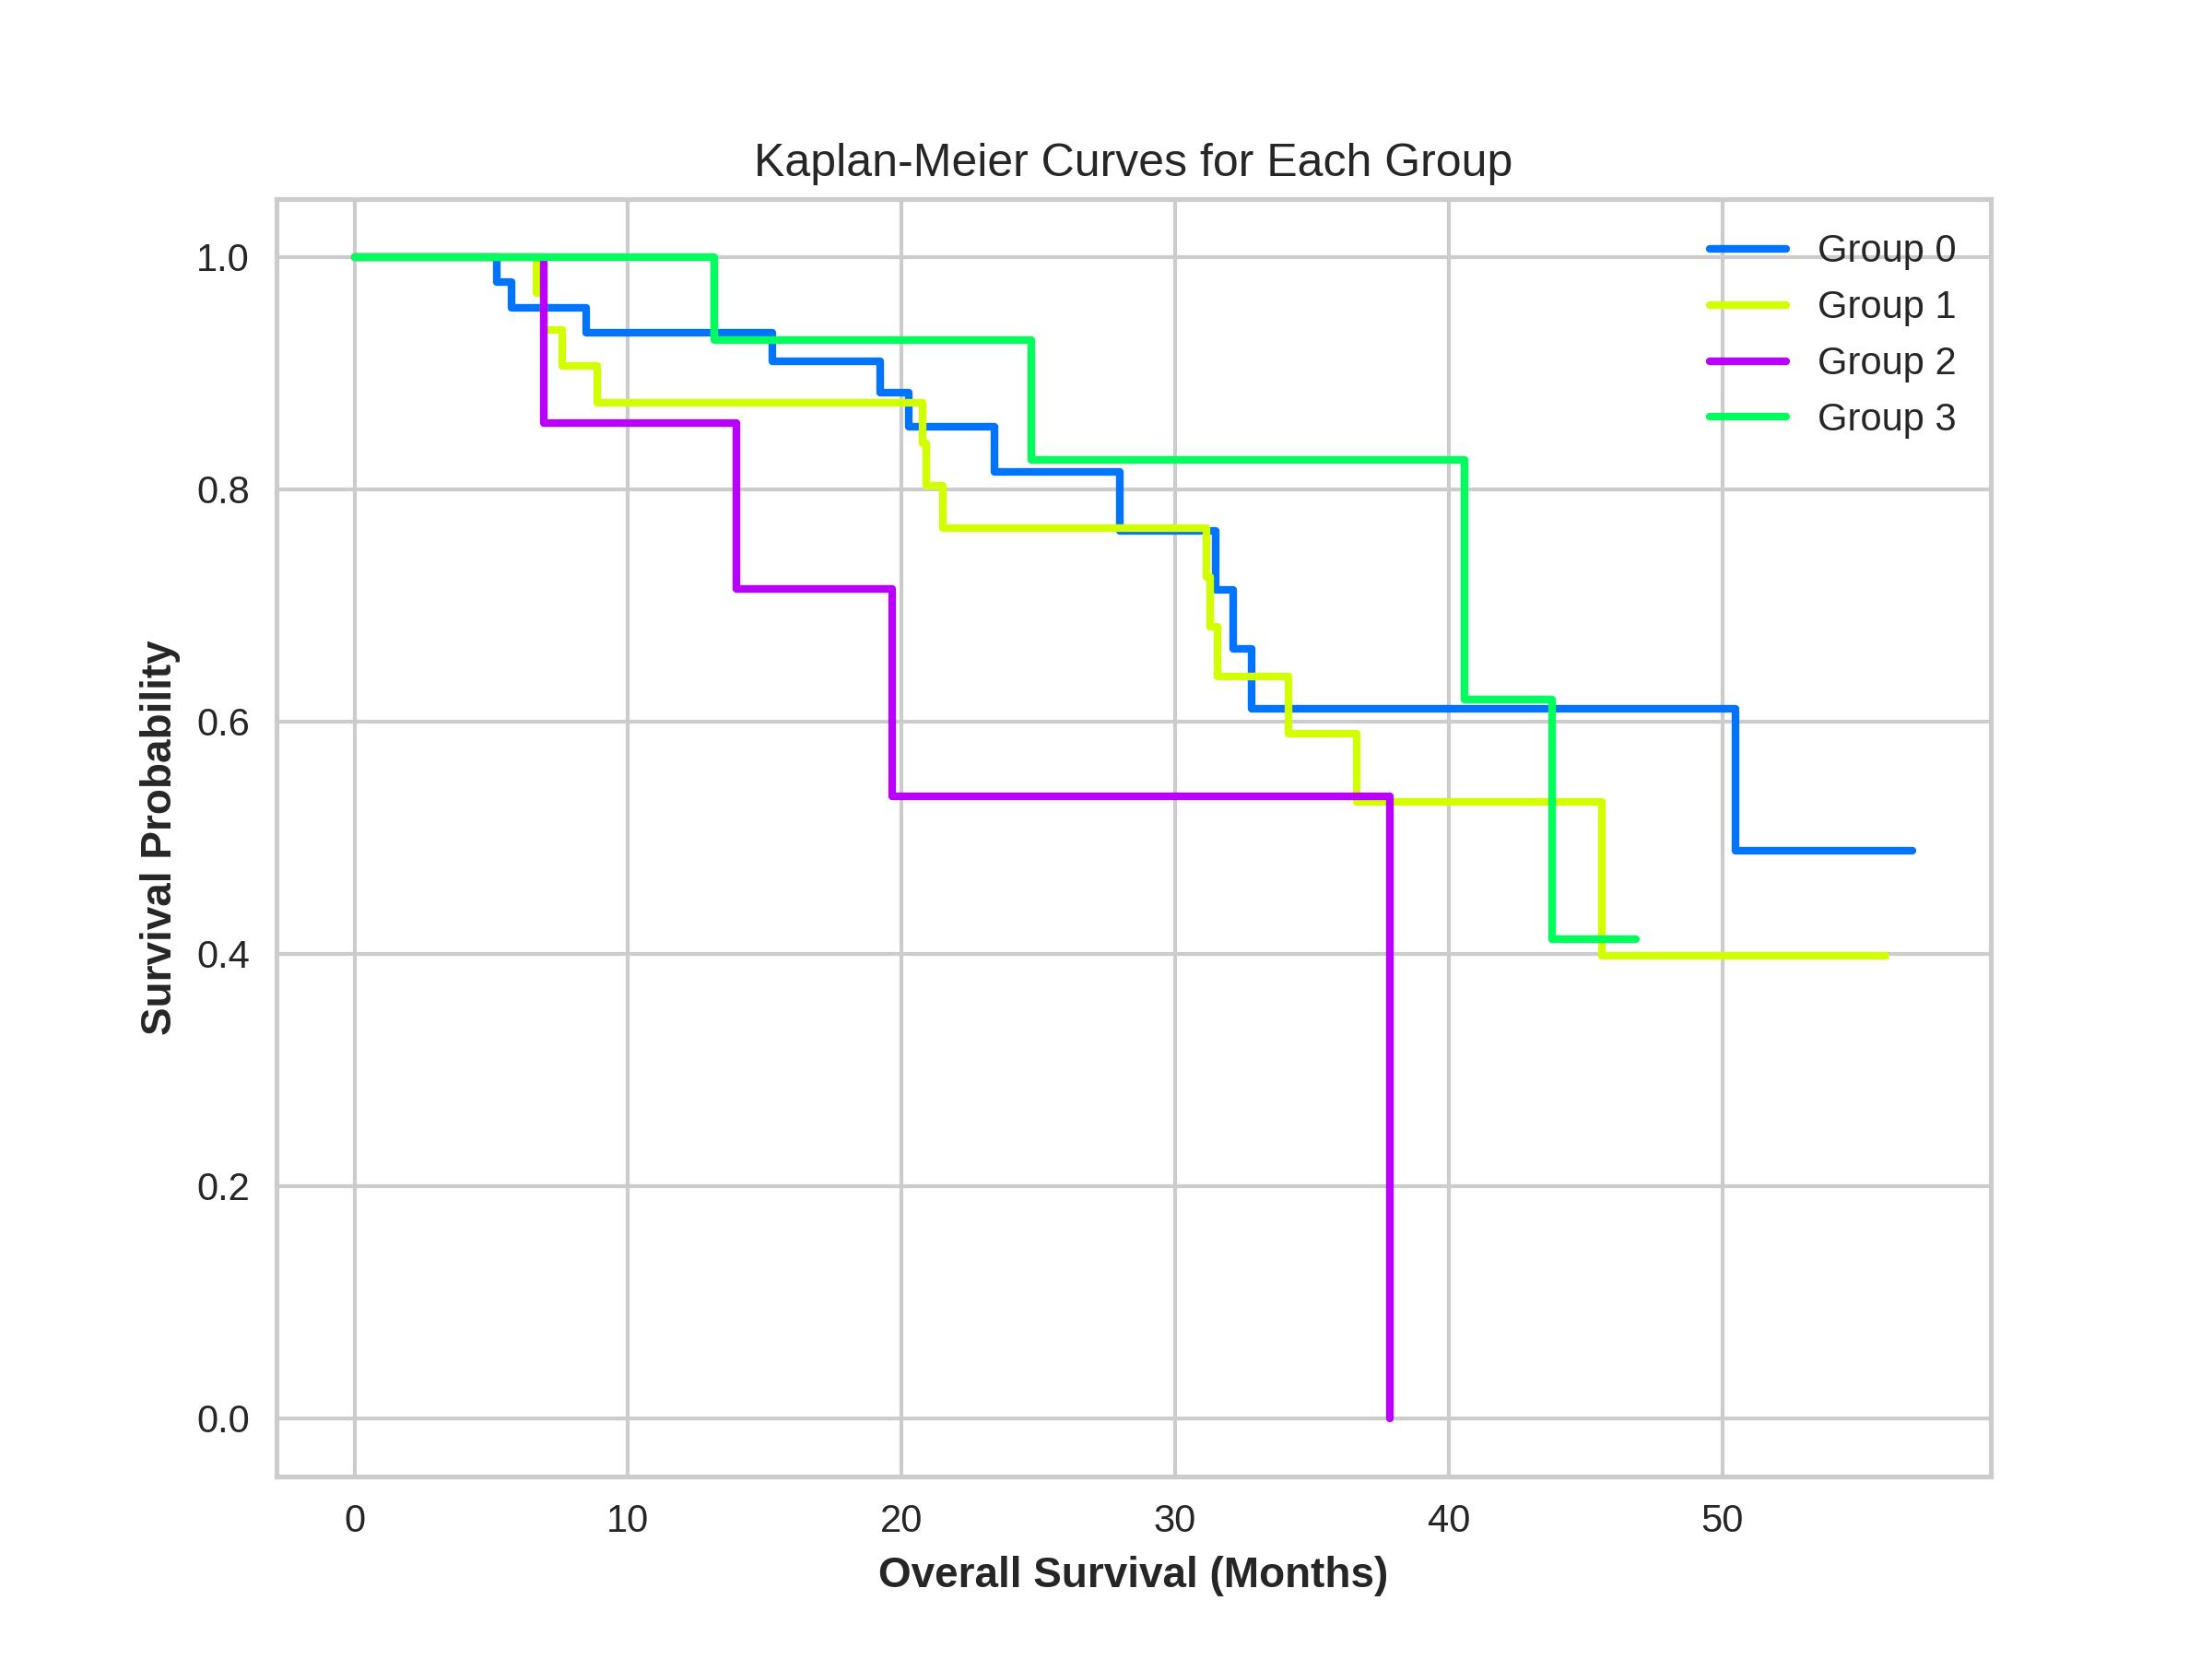 Kaplan-Meier Curves for Each Group
Group 0
Group 1
Group 2
Group 3
1.0
0.8
0.6
0.4
0.2
0.0
Survival Probability
0 10 20 30 40 50
Overall Survival (Months)